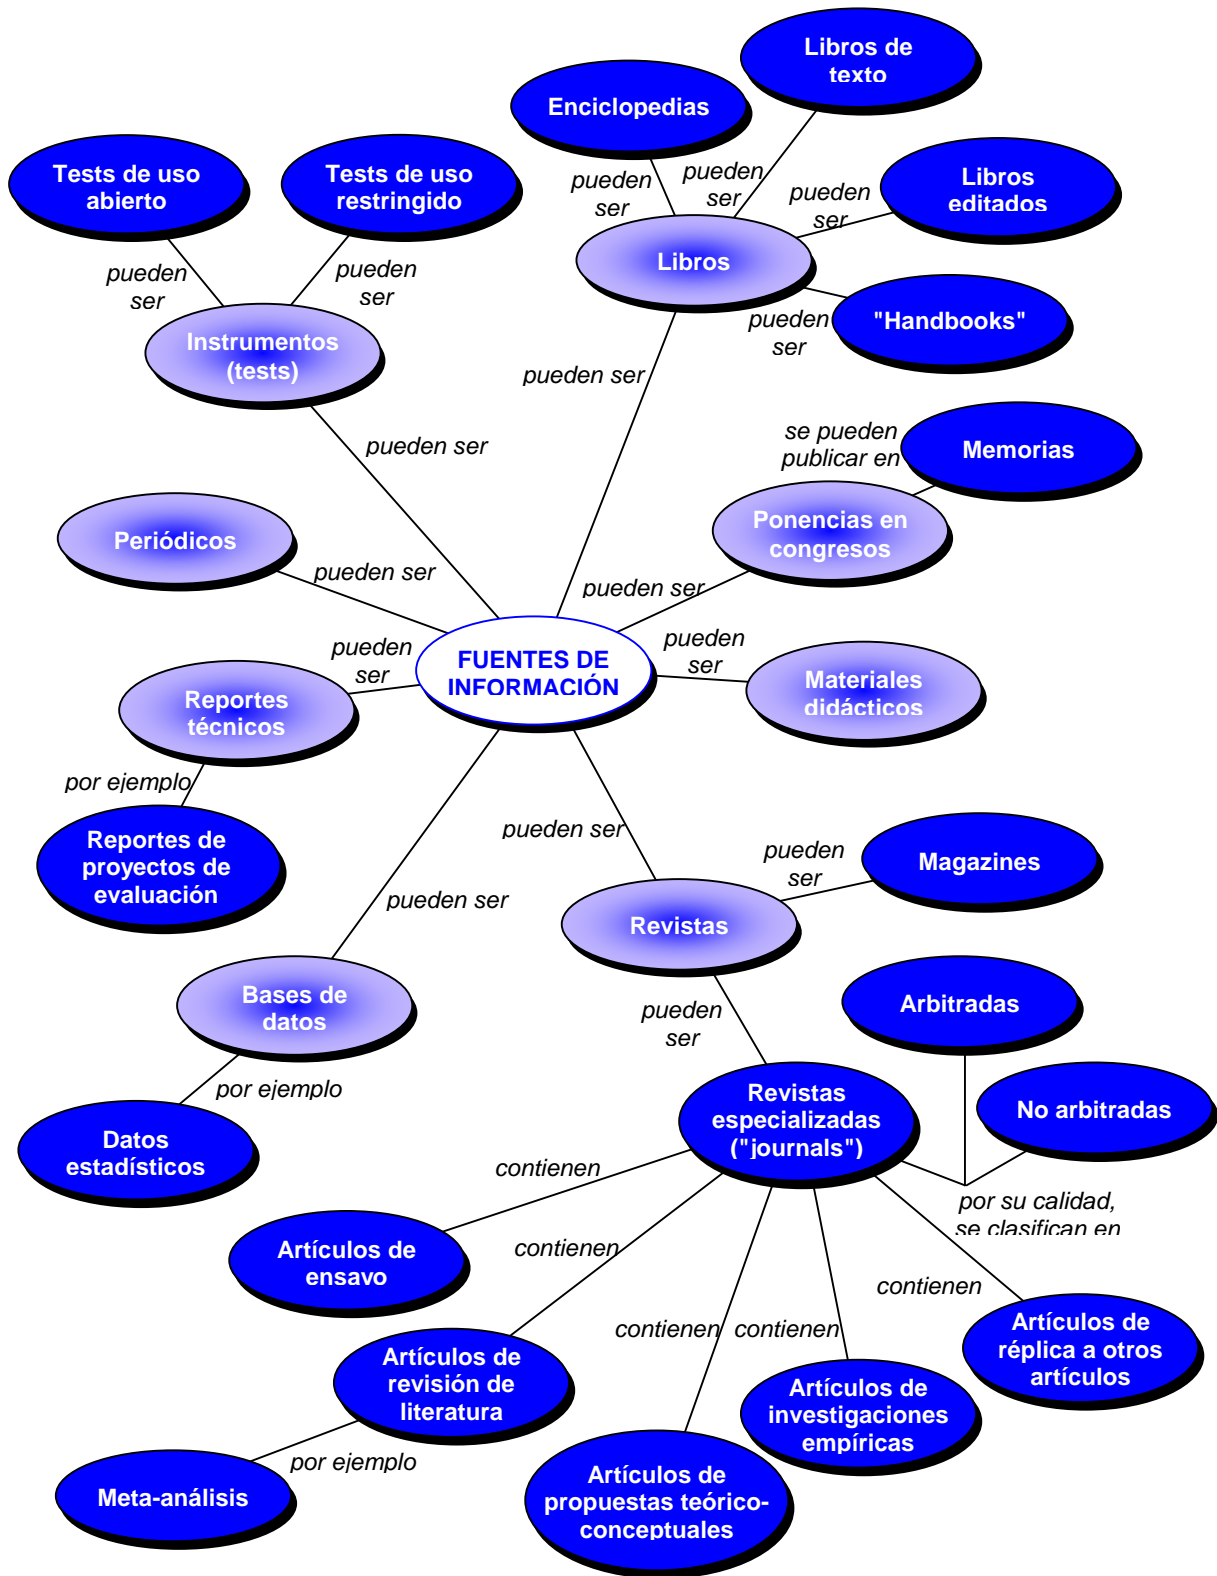 Libros de
texto
Enciclopedias
Tests de uso
abierto
Tests de uso
restringido
Libros
editados
pueden
ser
pueden
ser
pueden
ser
Libros
pueden
ser
pueden
ser
"Handbooks"
pueden
ser
Instrumentos
(tests)
pueden ser
pueden ser
se pueden
publicar en
Memorias
Ponencias en
congresos
Periódicos
pueden ser
pueden ser
pueden
ser
pueden
ser
FUENTES DE
INFORMACIÓN
Reportes
técnicos
Materiales
didácticos
por ejemplo
pueden ser
Reportes de
proyectos de
evaluación
pueden
ser
Magazines
pueden ser
Revistas
Bases de
datos
Arbitradas
pueden
ser
por ejemplo
Revistas
especializadas
("journals")
No arbitradas
Datos
estadísticos
contienen
por su calidad,
se clasifican en
Artículos de
ensayo
contienen
contienen
contienen
contienen
Artículos de
réplica a otros
artículos
Artículos de
revisión de
literatura
Artículos de
investigaciones
empíricas
por ejemplo
Meta-análisis
Artículos de
propuestas teórico-
conceptuales